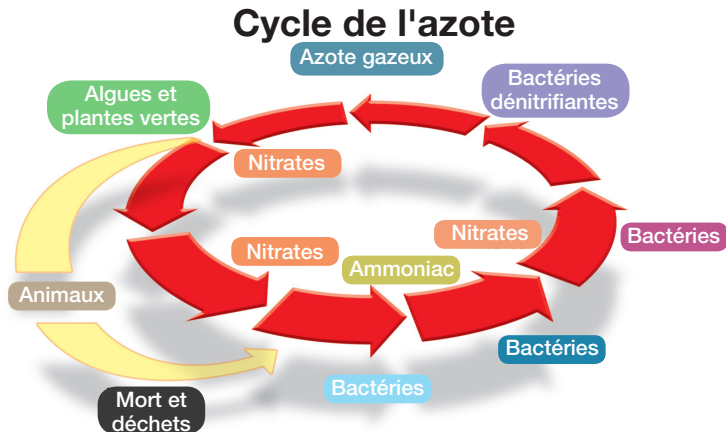 Cycle de l'azote
Azote gazeux
Bactéries
dénitrifiantes
Algues et
plantes vertes
Nitrates
Nitrates
Nitrates
Bactéries
Ammoniac
Animaux
Bactéries
Bactéries
Mort et
déchets